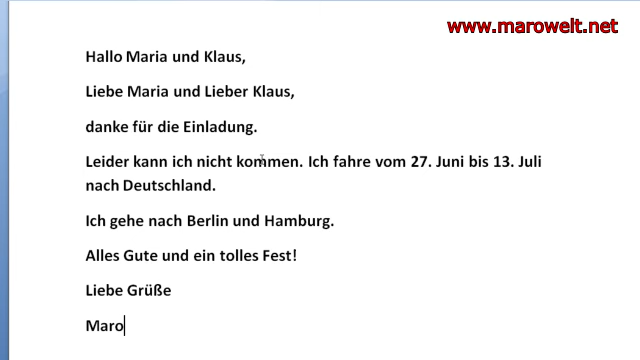 www.marowelt.net
Hallo Maria und Klaus,
Liebe Maria und Lieber Klaus,
danke für die Einladung.
Leider kann ich nicht kommen. Ich fahre vom 27. Juni bis 13. Juli
nach Deutschland.
Ich gehe nach Berlin und Hamburg.
Alles Gute und ein tolles Fest!
Liebe Grüße
Maro